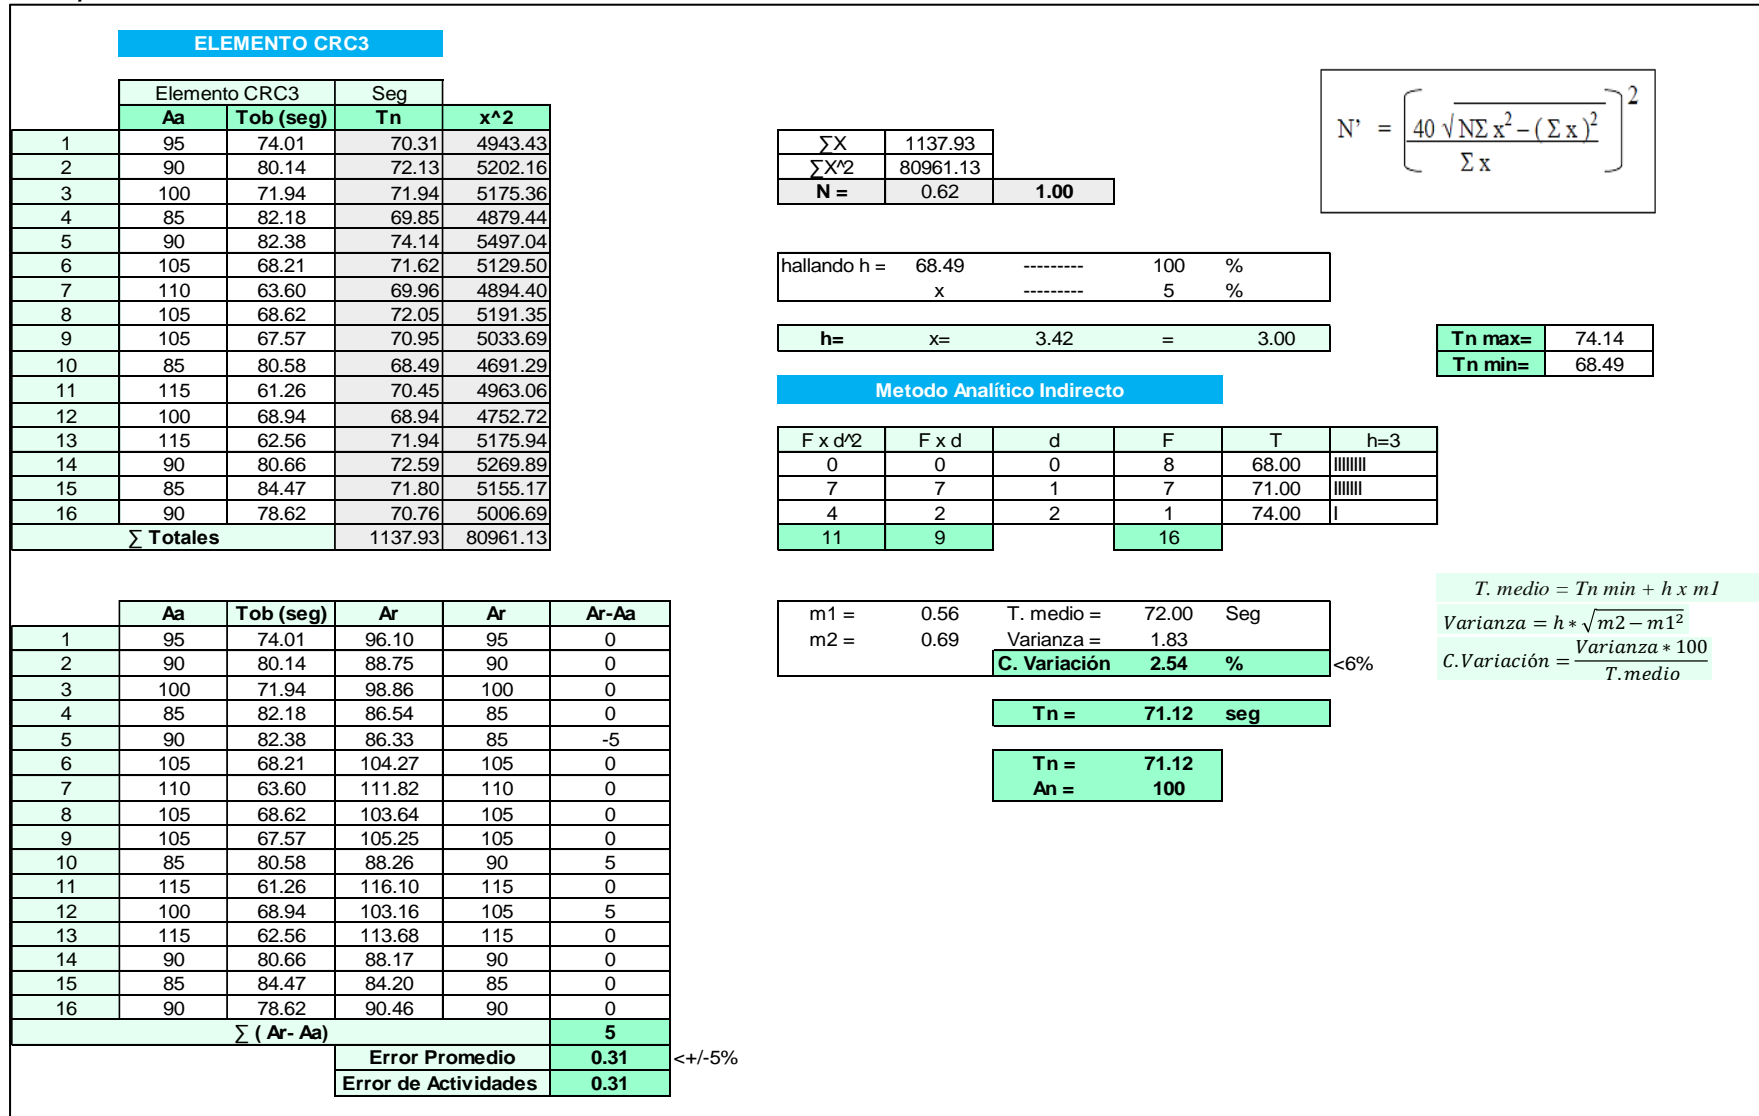 ELEMENTO CRC3
Elemento CRC3 Seg
Aa Tob (seg) Tn x^2
1 95 74.01 70.31 4943.43
2 90 80.14 72.13 5202.16
3 100 71.94 71.94 5175.36
4 85 82.18 69.85 4879.44
5 90 82.38 74.14 5497.04
6 105 68.21 71.62 5129.50
7 110 63.60 69.96 4894.40
8 105 68.62 72.05 5191.35
9 105 67.57 70.95 5033.69
10 85 80.58 68.49 4691.29
11 115 61.26 70.45 4963.06
12 100 68.94 68.94 4752.72
13 115 62.56 71.94 5175.94
14 90 80.66 72.59 5269.89
15 85 84.47 71.80 5155.17
16 90 78.62 70.76 5006.69
∑ Totales 1137.93 80961.13
∑X 1137.93
∑X^2 80961.13
N = 0.62 1.00
N' = [ 40 √ NΣ x² – ( Σ x )² / Σ x ] 2
hallando h = 68.49 --------- 100 %
x --------- 5 %
h= x= 3.42 = 3.00
Tn max= 74.14
Tn min= 68.49
Metodo Analítico Indirecto
F x d^2 F x d d F T h=3
0 0 0 8 68.00 IIIIIIII
7 7 1 7 71.00 IIIIIII
4 2 2 1 74.00 I
11 9 16
m1 = 0.56 T. medio = 72.00 Seg
m2 = 0.69 Varianza = 1.83
C. Variación 2.54 % <6%
T. medio = Tn min + h x m1
Varianza = h * √m2 − m1²
C.Variación = Varianza * 100 / T.medio
Tn = 71.12 seg
Tn = 71.12
An = 100
Aa Tob (seg) Ar Ar Ar-Aa
1 95 74.01 96.10 95 0
2 90 80.14 88.75 90 0
3 100 71.94 98.86 100 0
4 85 82.18 86.54 85 0
5 90 82.38 86.33 85 -5
6 105 68.21 104.27 105 0
7 110 63.60 111.82 110 0
8 105 68.62 103.64 105 0
9 105 67.57 105.25 105 0
10 85 80.58 88.26 90 5
11 115 61.26 116.10 115 0
12 100 68.94 103.16 105 5
13 115 62.56 113.68 115 0
14 90 80.66 88.17 90 0
15 85 84.47 84.20 85 0
16 90 78.62 90.46 90 0
∑ ( Ar- Aa) 5
Error Promedio 0.31 <+/-5%
Error de Actividades 0.31